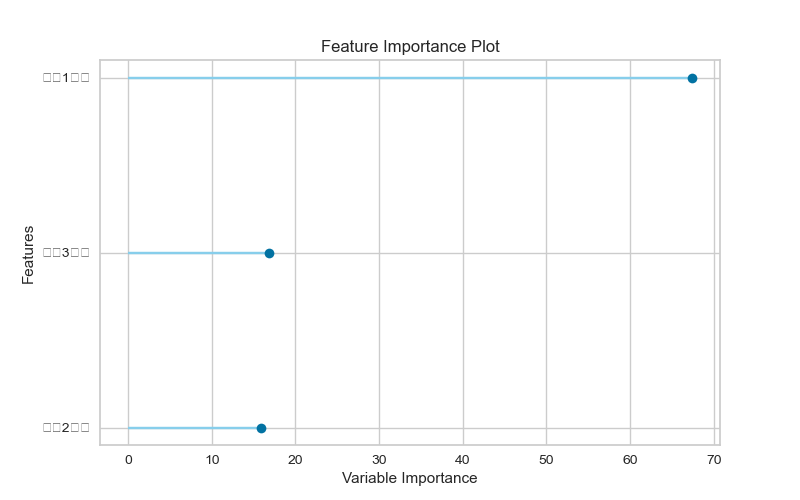 Feature Importance Plot
□□1□□
□□3□□
□□2□□
Features
0 10 20 30 40 50 60 70
Variable Importance